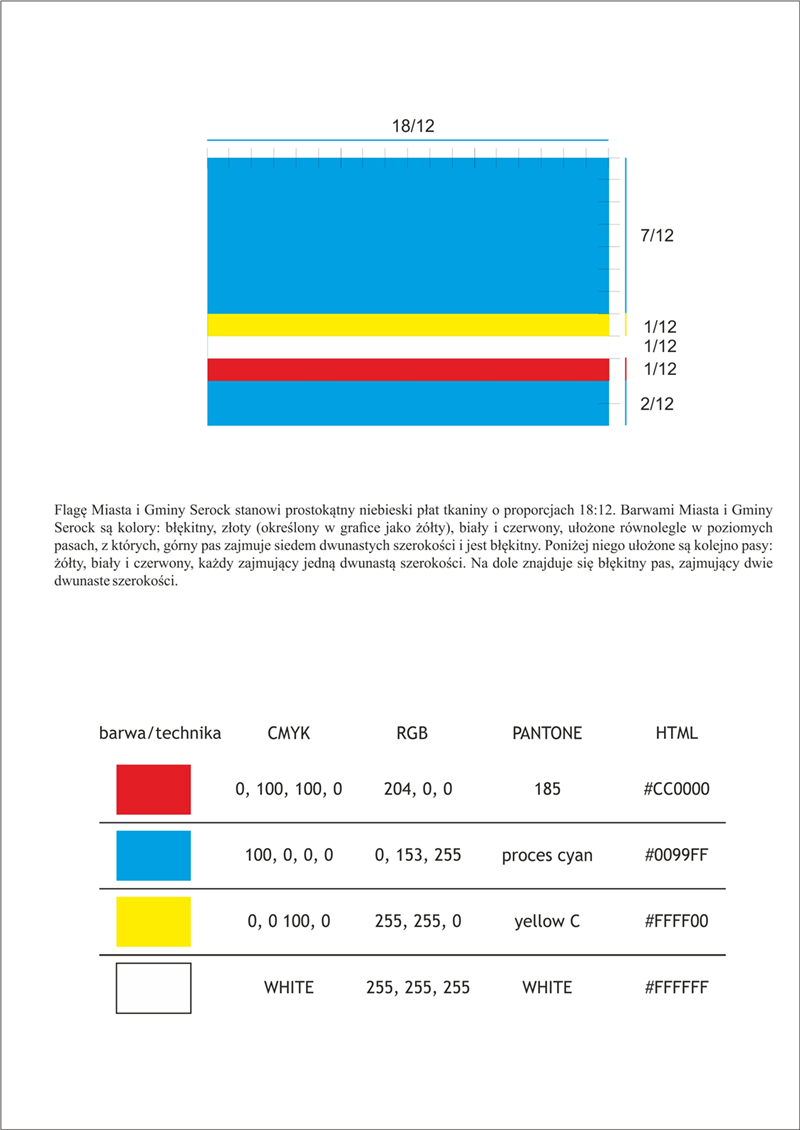 18/12
7/12
1/12
1/12
1/12
2/12
Flagę Miasta i Gminy Serock stanowi prostokątny niebieski płat tkaniny o proporcjach 18:12. Barwami Miasta i Gminy
Serock są kolory: błękitny, złoty (określony w grafice jako żółty), biały i czerwony, ułożone równolegle w poziomych
pasach, z których, górny pas zajmuje siedem dwunastych szerokości i jest błękitny. Poniżej niego ułożone są kolejno pasy:
żółty, biały i czerwony, każdy zajmujący jedną dwunastą szerokości. Na dole znajduje się błękitny pas, zajmujący dwie
dwunaste szerokości.
barwa/technika CMYK RGB PANTONE HTML
0, 100, 100, 0 204, 0, 0 185 #CC0000
100, 0, 0, 0 0, 153, 255 proces cyan #0099FF
0, 0 100, 0 255, 255, 0 yellow C #FFFF00
WHITE 255, 255, 255 WHITE #FFFFFF